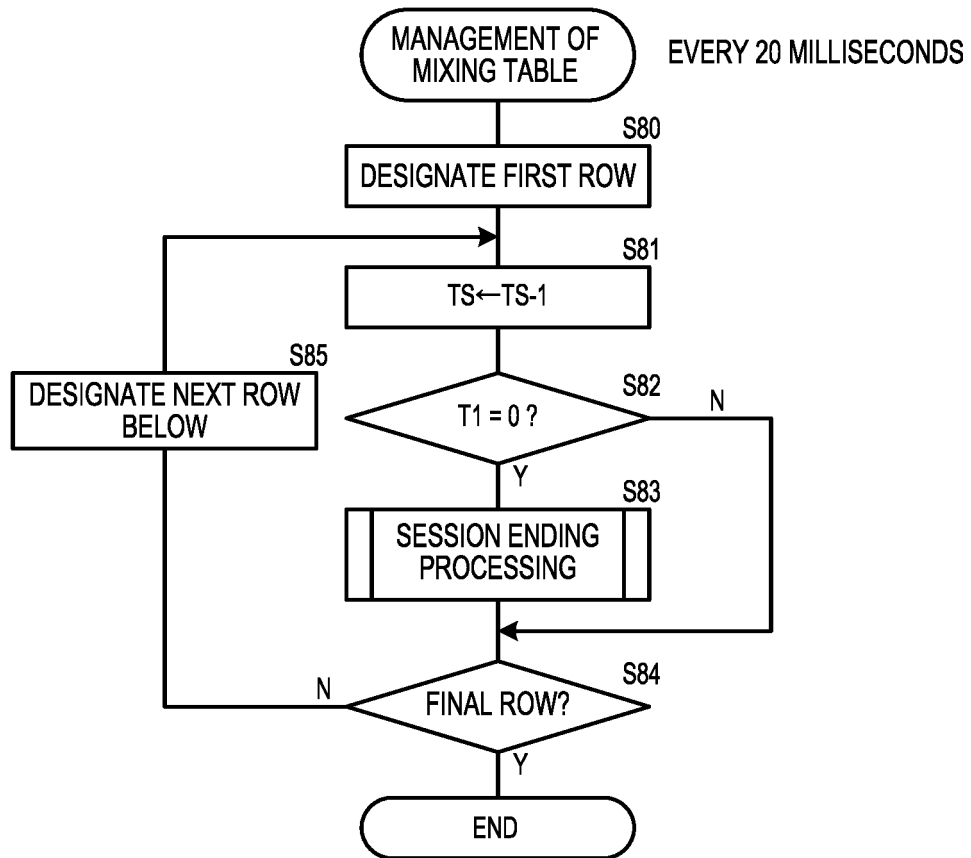 MANAGEMENT OF
MIXING TABLE
EVERY 20 MILLISECONDS
S80
DESIGNATE FIRST ROW
S81
TS←TS-1
S85
DESIGNATE NEXT ROW
BELOW
S82
T1 = 0 ?
N
Y
S83
SESSION ENDING
PROCESSING
S84
FINAL ROW?
N
Y
END